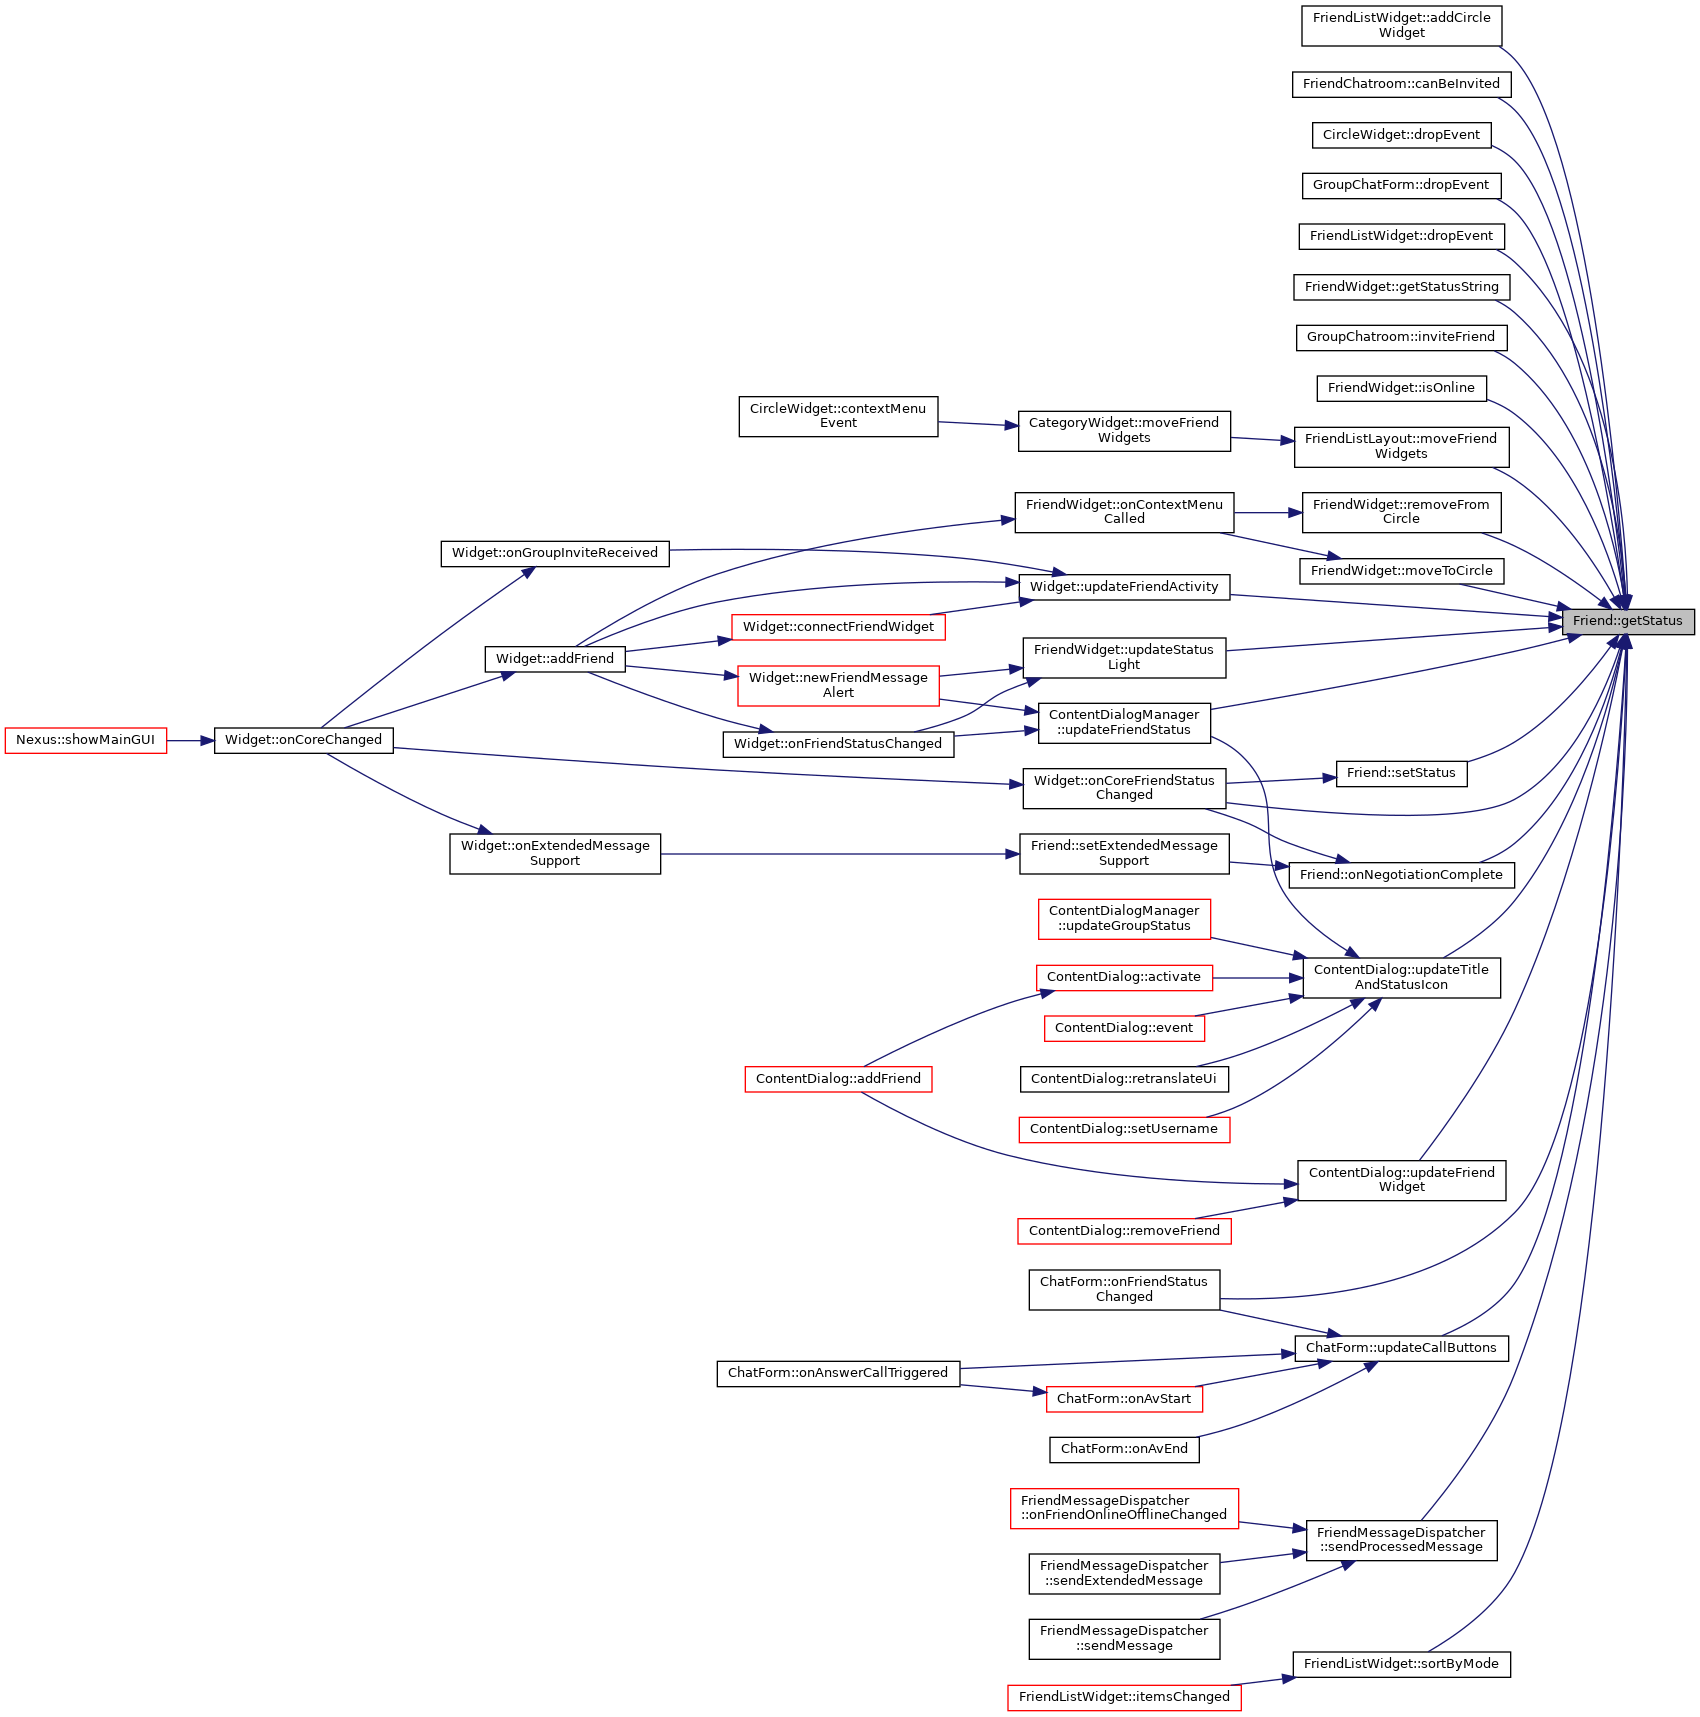 FriendListWidget::addCircle
Widget
FriendChatroom::canBeInvited
CircleWidget::dropEvent
GroupChatForm::dropEvent
FriendListWidget::dropEvent
FriendWidget::getStatusString
GroupChatroom::inviteFriend
FriendWidget::isOnline
CircleWidget::contextMenu
Event
CategoryWidget::moveFriend
Widgets
FriendListLayout::moveFriend
Widgets
FriendWidget::onContextMenu
Called
FriendWidget::removeFrom
Circle
Widget::onGroupInviteReceived
FriendWidget::moveToCircle
Widget::updateFriendActivity
Friend::getStatus
Widget::connectFriendWidget
Widget::addFriend
FriendWidget::updateStatus
Light
Widget::newFriendMessage
Alert
ContentDialogManager
::updateFriendStatus
Nexus::showMainGUI
Widget::onCoreChanged
Widget::onFriendStatusChanged
Widget::onCoreFriendStatus
Changed
Friend::setStatus
Widget::onExtendedMessage
Support
Friend::setExtendedMessage
Support
Friend::onNegotiationComplete
ContentDialogManager
::updateGroupStatus
ContentDialog::activate
ContentDialog::updateTitle
AndStatusIcon
ContentDialog::event
ContentDialog::addFriend
ContentDialog::retranslateUi
ContentDialog::setUsername
ContentDialog::updateFriend
Widget
ContentDialog::removeFriend
ChatForm::onFriendStatus
Changed
ChatForm::updateCallButtons
ChatForm::onAnswerCallTriggered
ChatForm::onAvStart
ChatForm::onAvEnd
FriendMessageDispatcher
::onFriendOnlineOfflineChanged
FriendMessageDispatcher
::sendProcessedMessage
FriendMessageDispatcher
::sendExtendedMessage
FriendMessageDispatcher
::sendMessage
FriendListWidget::sortByMode
FriendListWidget::itemsChanged